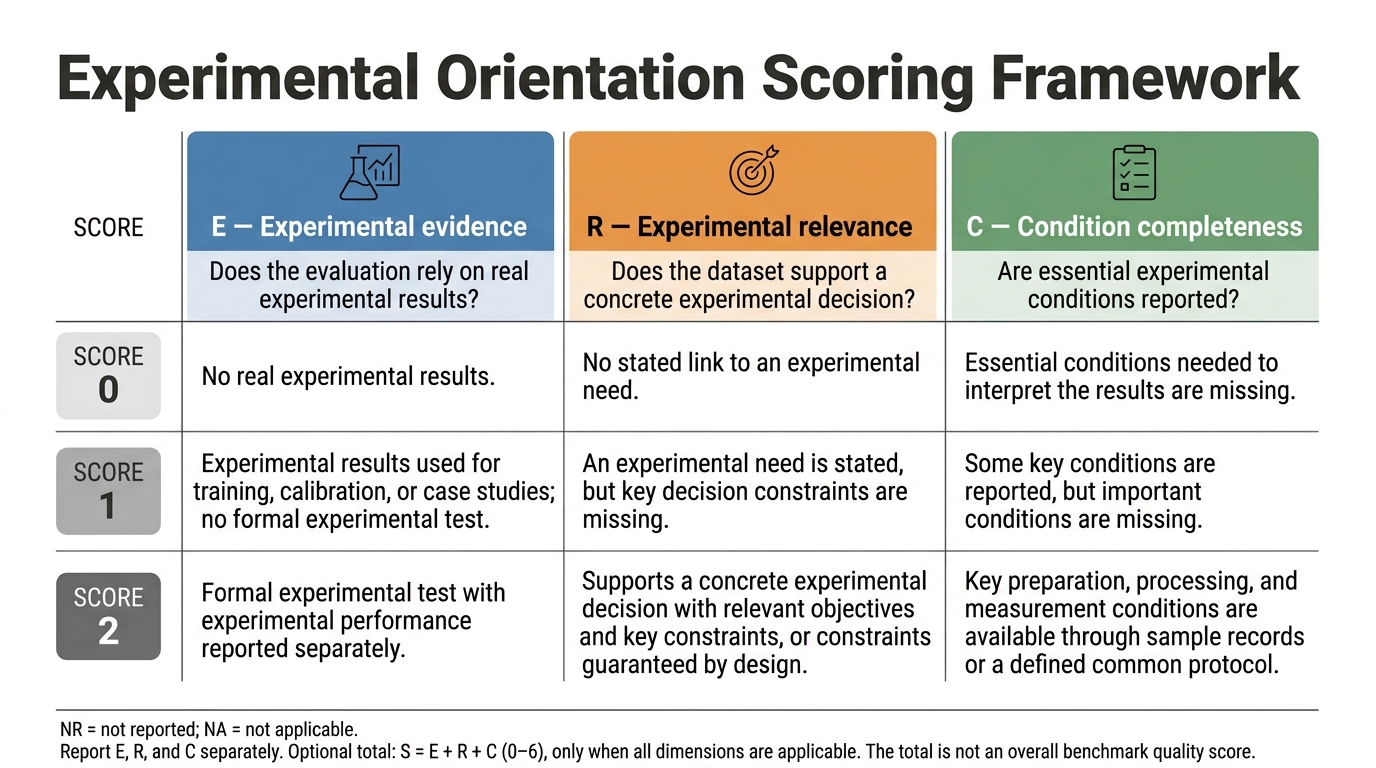 Experimental Orientation Scoring Framework
SCORE
E — Experimental evidence
Does the evaluation rely on real
experimental results?
R — Experimental relevance
Does the dataset support a
concrete experimental decision?
C — Condition completeness
Are essential experimental
conditions reported?
SCORE
0
No real experimental results.
No stated link to an experimental
need.
Essential conditions needed to
interpret the results are missing.
SCORE
1
Experimental results used for
training, calibration, or case studies;
no formal experimental test.
An experimental need is stated,
but key decision constraints are
missing.
Some key conditions are
reported, but important
conditions are missing.
SCORE
2
Formal experimental test with
experimental performance
reported separately.
Supports a concrete experimental
decision with relevant objectives
and key constraints, or constraints
guaranteed by design.
Key preparation, processing, and
measurement conditions are
available through sample records
or a defined common protocol.
NR = not reported; NA = not applicable.
Report E, R, and C separately. Optional total: S = E + R + C (0–6), only when all dimensions are applicable. The total is not an overall benchmark quality score.